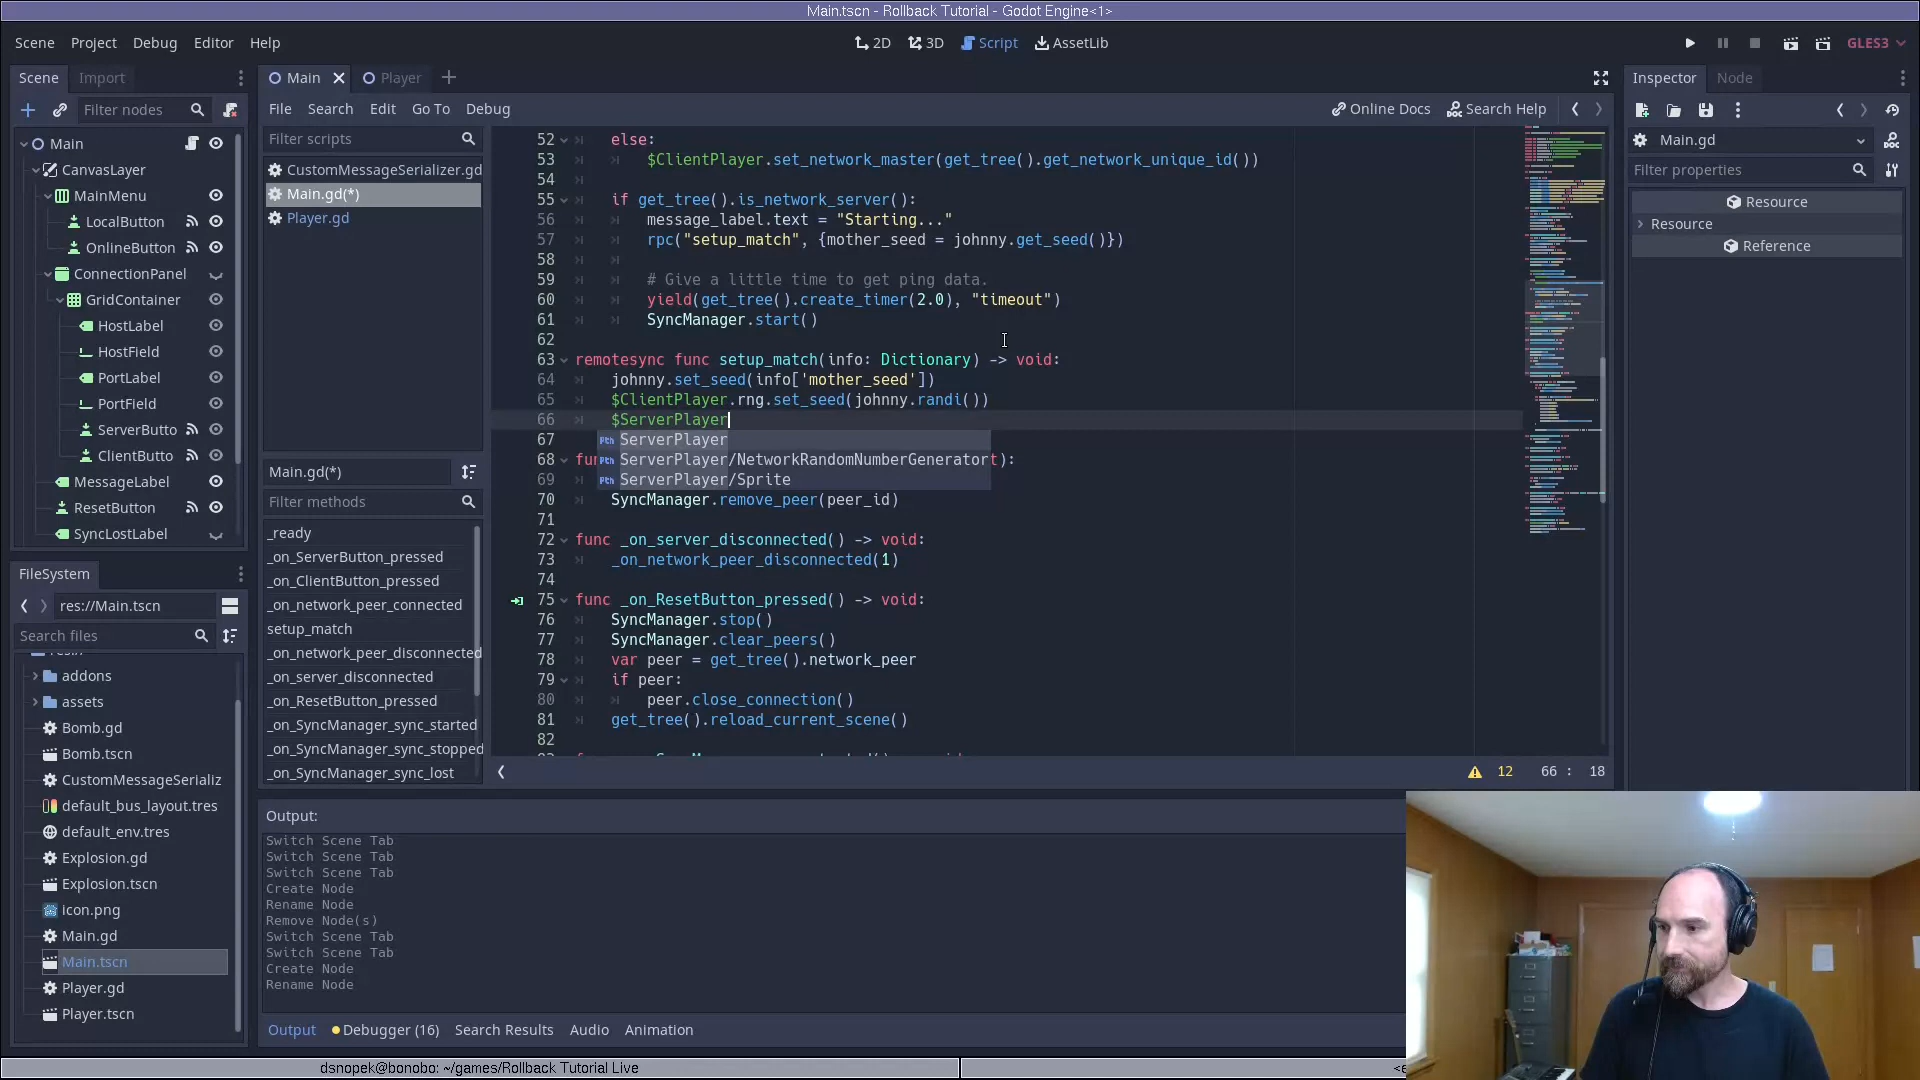 Main.tscn - Rollback Tutorial - Godot Engine<1>
Scene Project Debug Editor Help 2D 3D Script AssetLib GLES3
Scene Import
Filter nodes
Main
CanvasLayer
MainMenu
LocalButton
OnlineButton
ConnectionPanel
GridContainer
HostLabel
HostField
PortLabel
PortField
ServerButto
ClientButto
MessageLabel
ResetButton
SyncLostLabel
FileSystem
res://Main.tscn
Search files
addons
assets
Bomb.gd
Bomb.tscn
CustomMessageSerializ
default_bus_layout.tres
default_env.tres
Explosion.gd
Explosion.tscn
icon.png
Main.gd
Main.tscn
Player.gd
Player.tscn
Main Player
File Search Edit Go To Debug Online Docs Search Help
Filter scripts
CustomMessageSerializer.gd
Main.gd(*)
Player.gd
Main.gd(*)
Filter methods
_ready
_on_ServerButton_pressed
_on_ClientButton_pressed
_on_network_peer_connected
setup_match
_on_network_peer_disconnected
_on_server_disconnected
_on_ResetButton_pressed
_on_SyncManager_sync_started
_on_SyncManager_sync_stopped
_on_SyncManager_sync_lost
52 else:
53 $ClientPlayer.set_network_master(get_tree().get_network_unique_id())
54
55 if get_tree().is_network_server():
56 message_label.text = "Starting..."
57 rpc("setup_match", {mother_seed = johnny.get_seed()})
58
59 # Give a little time to get ping data.
60 yield(get_tree().create_timer(2.0), "timeout")
61 SyncManager.start()
62
63 remotesync func setup_match(info: Dictionary) -> void:
64 johnny.set_seed(info['mother_seed'])
65 $ClientPlayer.rng.set_seed(johnny.randi())
66 $ServerPlayer
67 Pth ServerPlayer
68 fun Pth ServerPlayer/NetworkRandomNumberGenerator t):
69 Pth ServerPlayer/Sprite
70 SyncManager.remove_peer(peer_id)
71
72 func _on_server_disconnected() -> void:
73 _on_network_peer_disconnected(1)
74
75 func _on_ResetButton_pressed() -> void:
76 SyncManager.stop()
77 SyncManager.clear_peers()
78 var peer = get_tree().network_peer
79 if peer:
80 peer.close_connection()
81 get_tree().reload_current_scene()
82
12 66 : 18
Output:
Switch Scene Tab
Switch Scene Tab
Switch Scene Tab
Create Node
Rename Node
Remove Node(s)
Switch Scene Tab
Switch Scene Tab
Create Node
Rename Node
Output Debugger (16) Search Results Audio Animation
Inspector Node
Main.gd
Filter properties
Resource
Resource
Reference
dsnopek@bonobo: ~/games/Rollback Tutorial Live